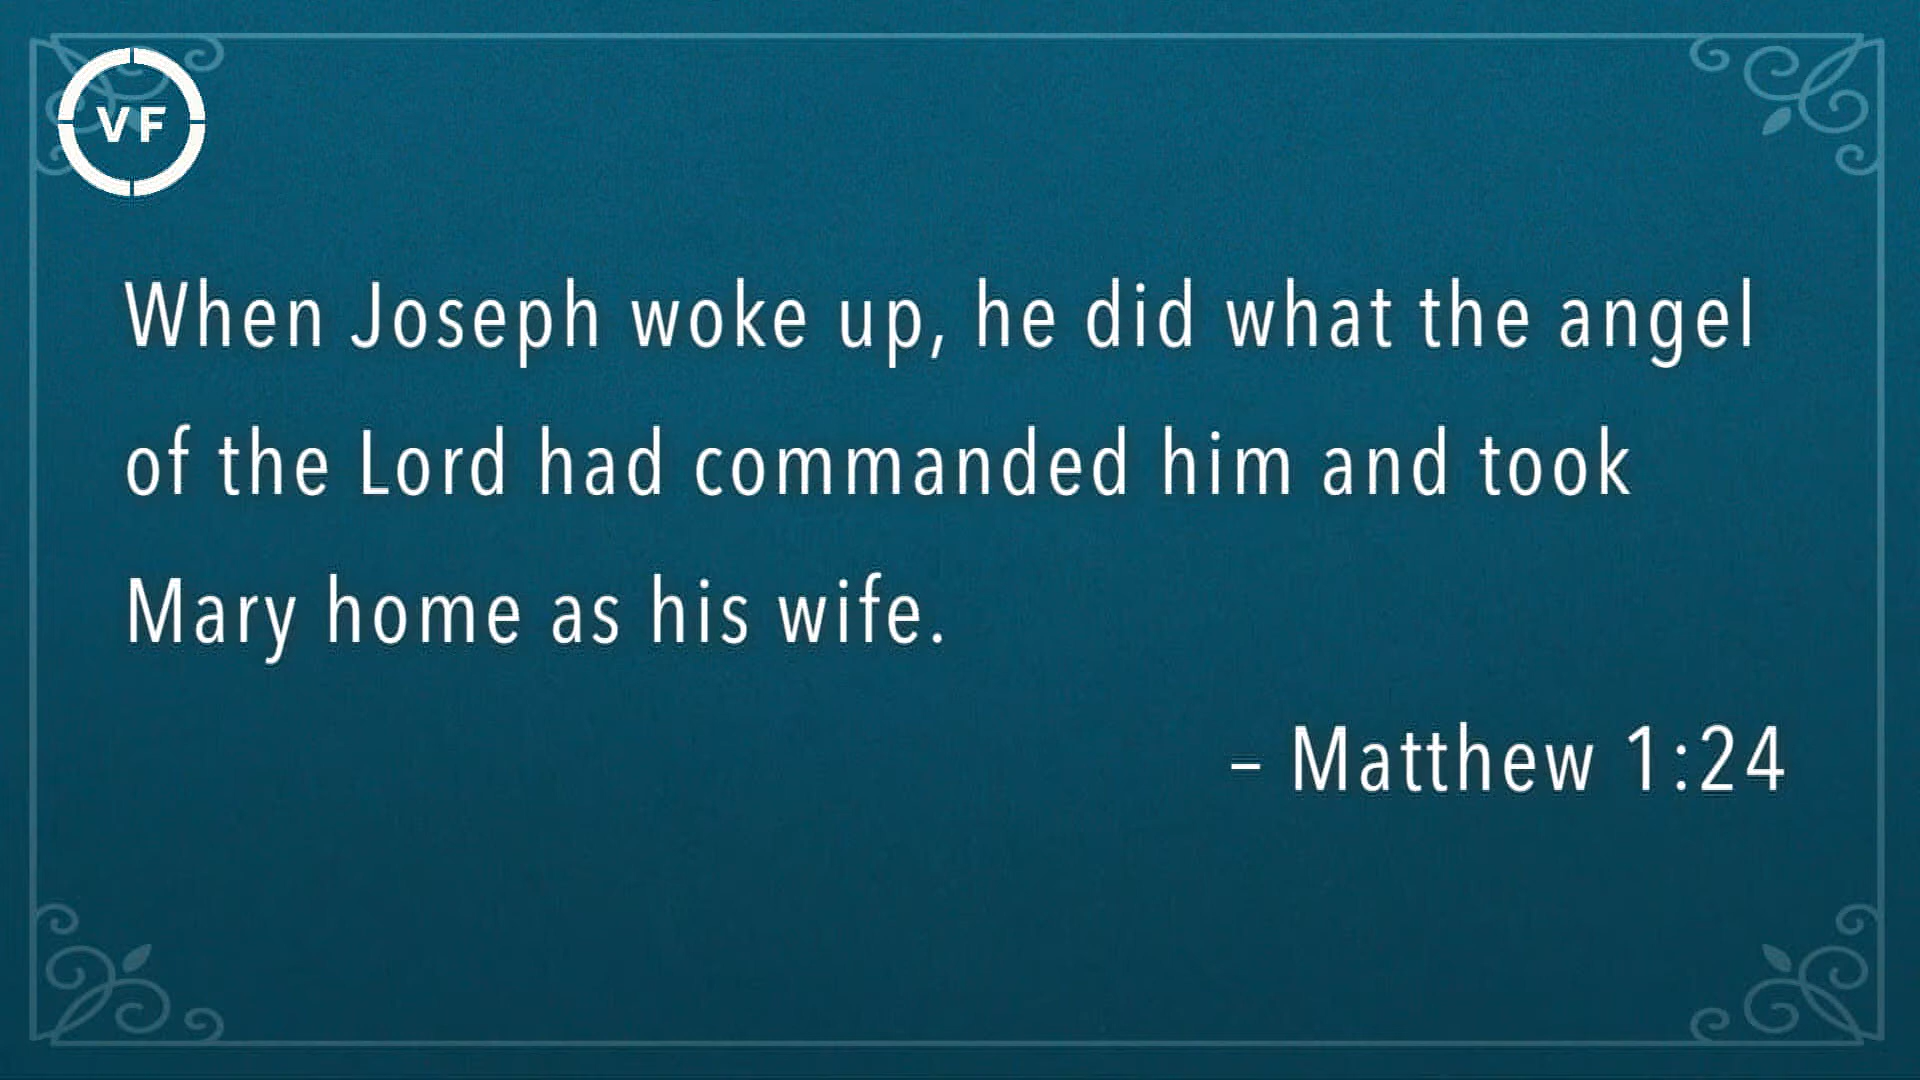 VF
When Joseph woke up, he did what the angel
of the Lord had commanded him and took
Mary home as his wife.
– Matthew 1:24